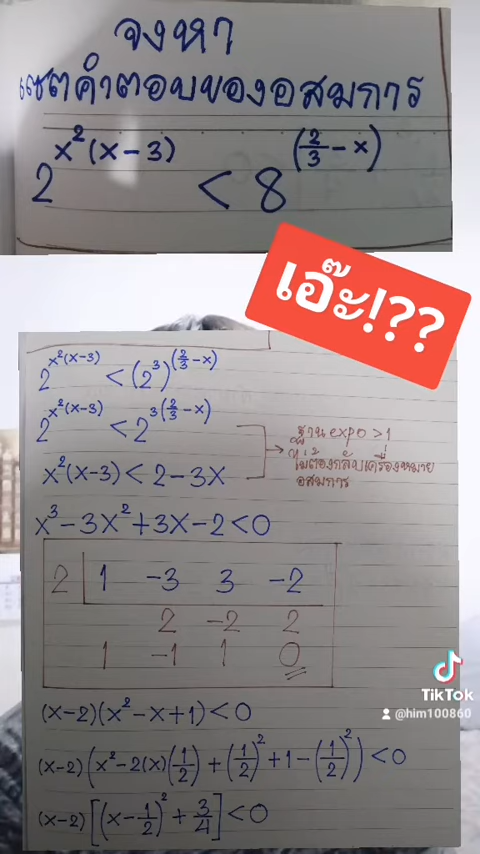 จงหา
เซตคำตอบของอสมการ
2^(x²(x-3)) < 8^(2/3 - x)
เอ๊ะ!??
2^(x²(x-3)) < (2³)^(2/3 - x)
2^(x²(x-3)) < 2^(3(2/3 - x))
ฐาน expo > 1
ไม่ต้องกลับเครื่องหมาย
อสมการ
x²(x-3) < 2-3x
x³-3x²+3x-2<0
2 1 -3 3 -2
2 -2 2
1 -1 1 0
(x-2)(x²-x+1)<0
(x-2)(x²-2(x)(1/2)+(1/2)²+1-(1/2)²)<0
(x-2)[(x-1/2)²+3/4]<0
TikTok
@him100860